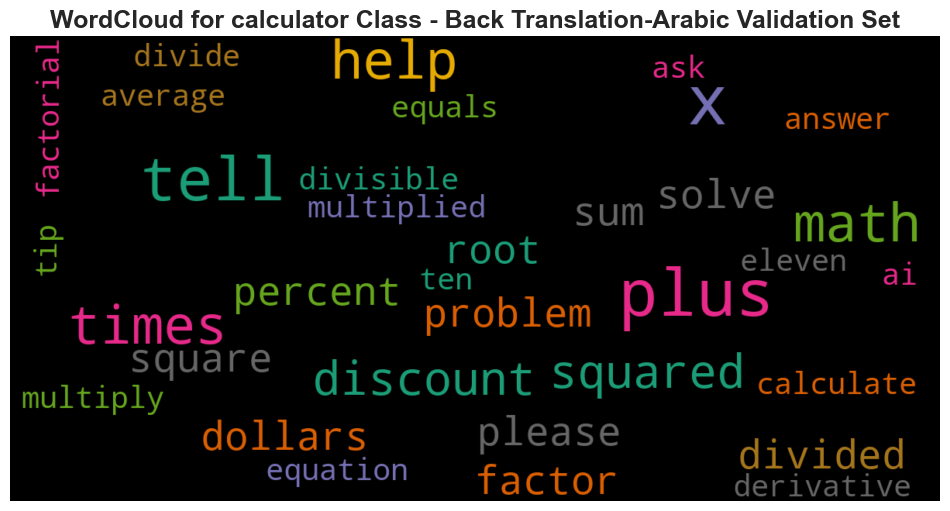 WordCloud for calculator Class - Back Translation-Arabic Validation Set
factorial
divide
help
ask
average
equals
x
answer
tell
divisible
multiplied
sum
solve
math
tip
root
eleven
ai
percent
ten
plus
times
problem
square
discount
squared
calculate
multiply
dollars
please
divided
equation
factor
derivative